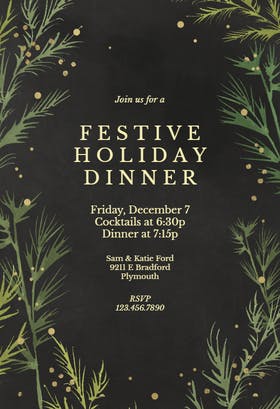 Join us for a
FESTIVE
HOLIDAY
DINNER
Friday, December 7
Cocktails at 6:30p
Dinner at 7:15p
Sam & Katie Ford
9211 E Bradford
Plymouth
RSVP
123.456.7890